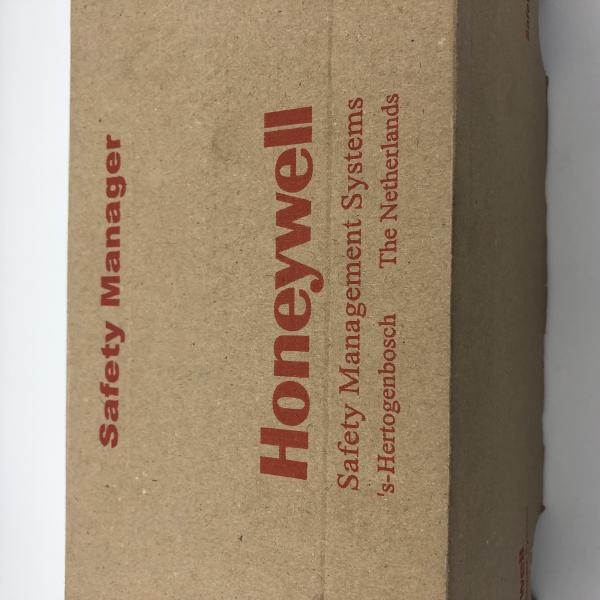 Safety Manager
Honeywell
Safety Management Systems
's-Hertogenbosch The Netherlands